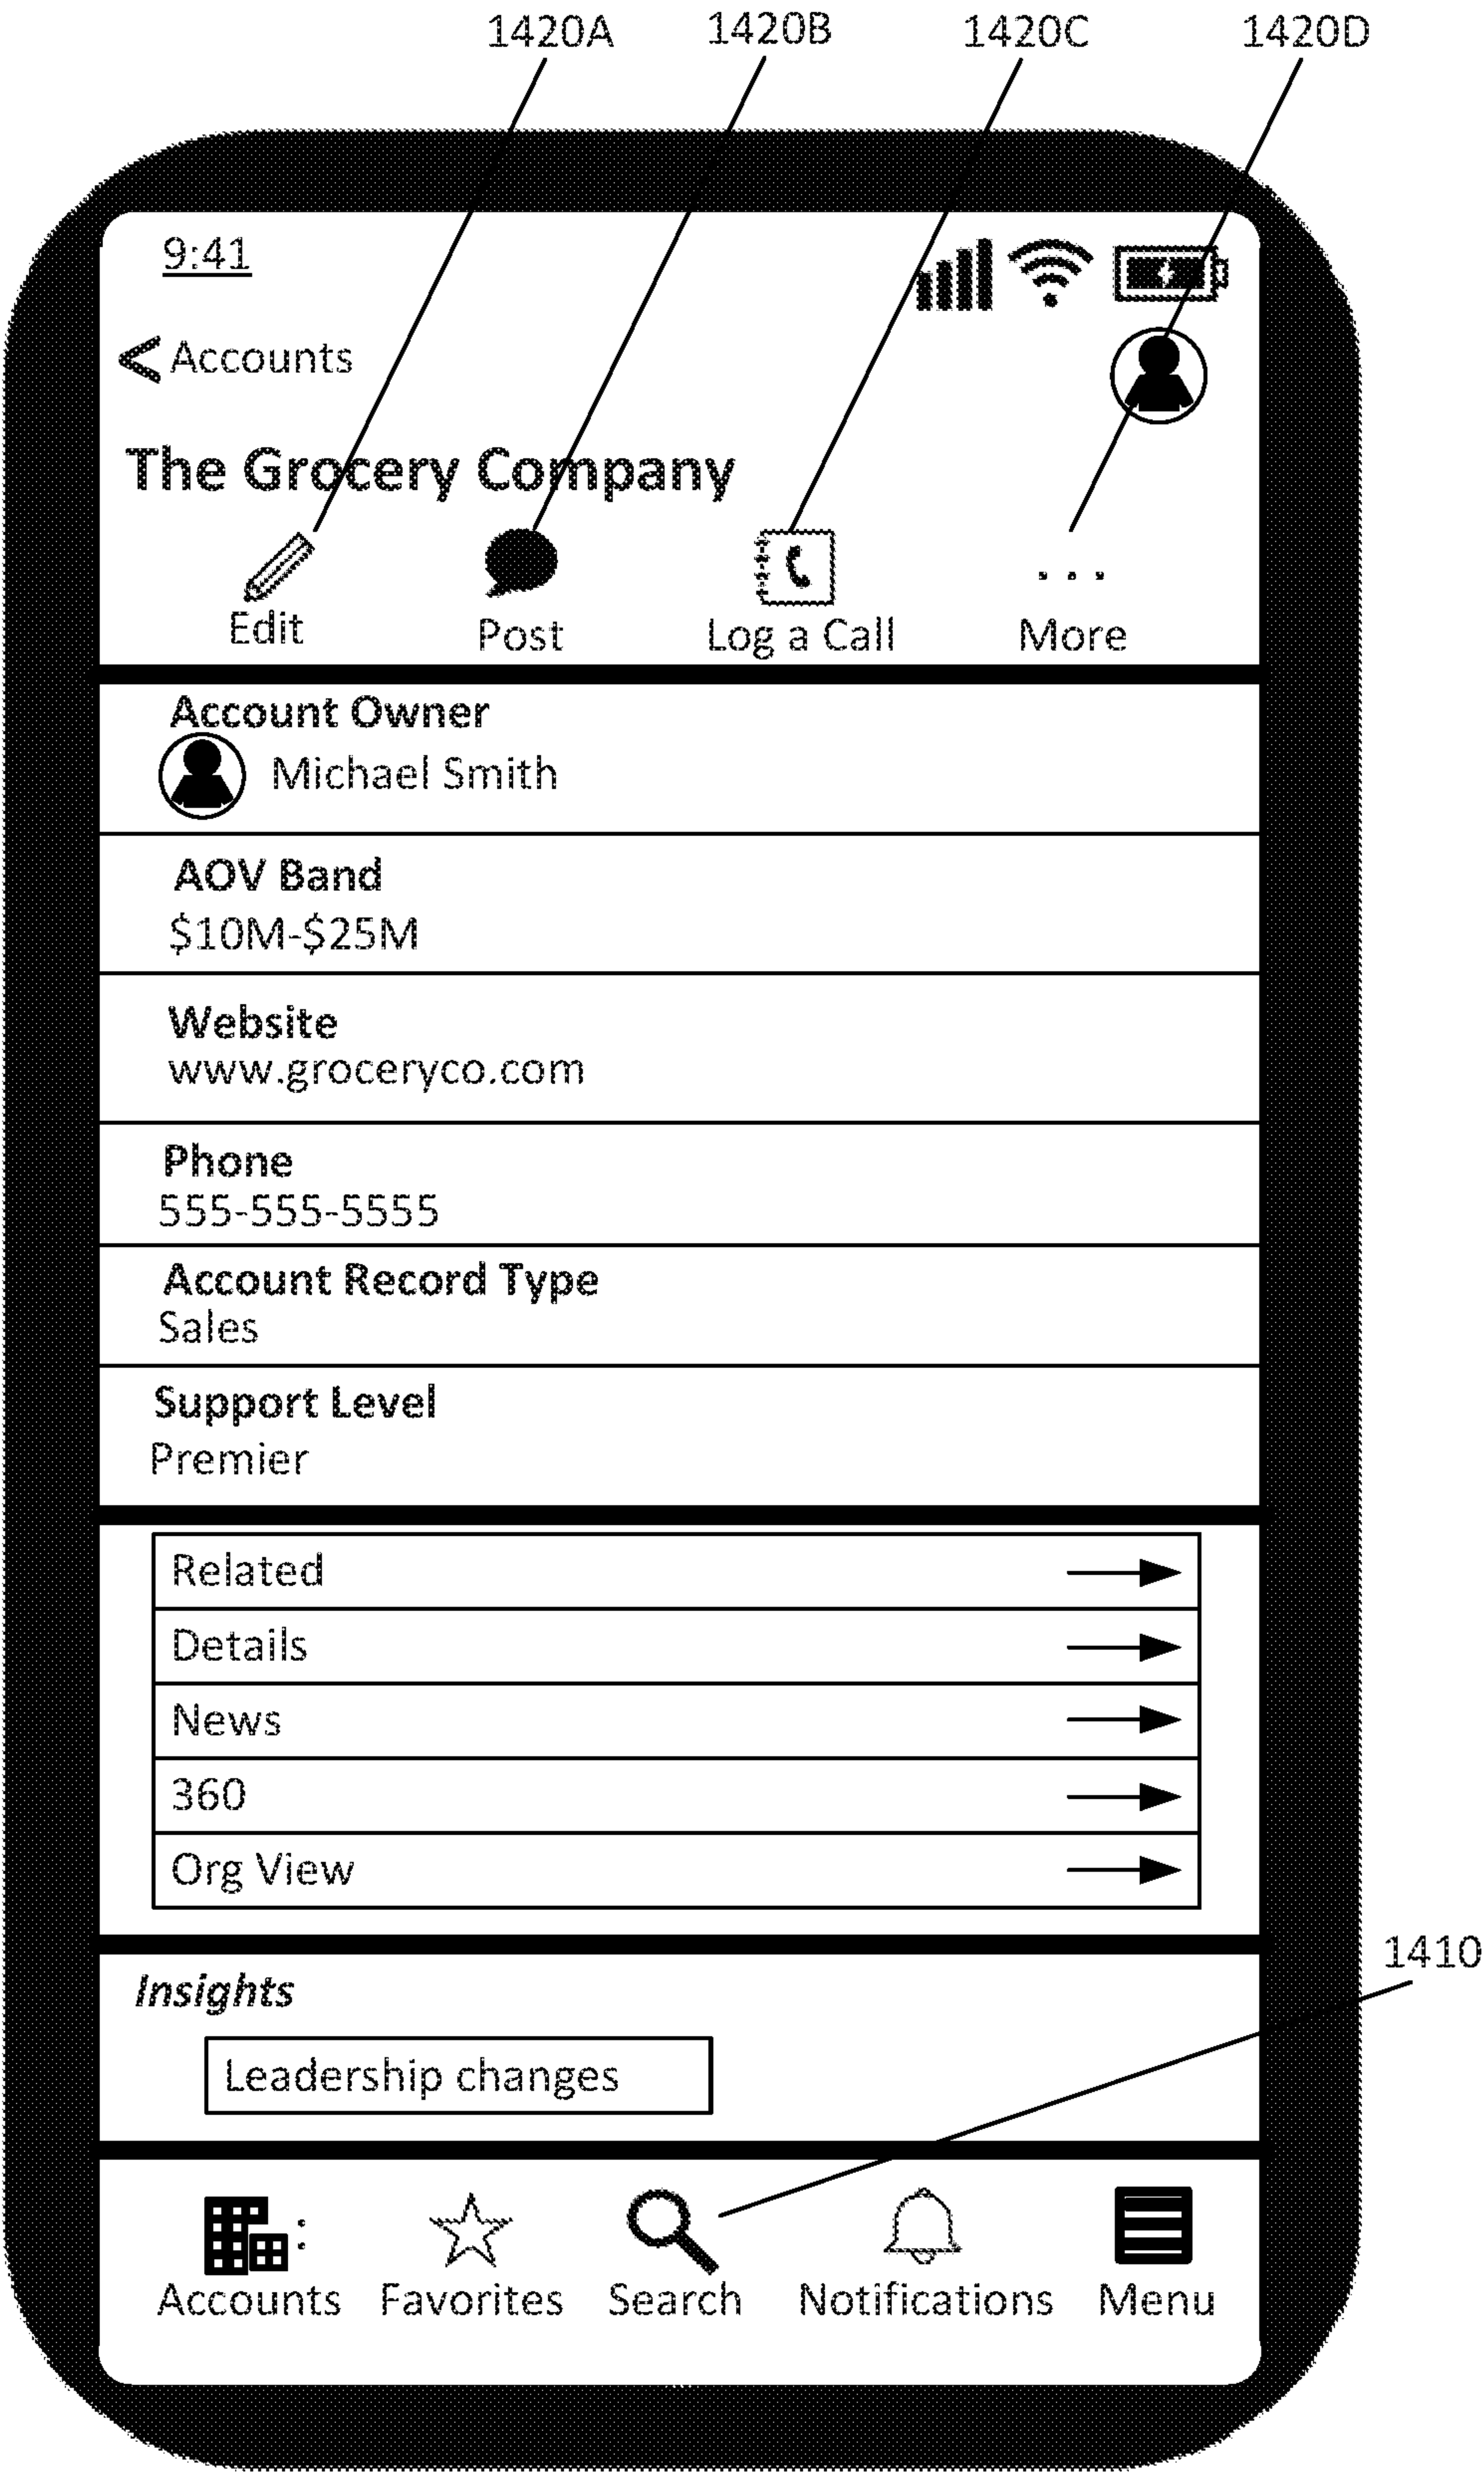 1420A 1420B 1420C 1420D
9:41
< Accounts
The Grocery Company
Edit Post Log a Call ... More
Account Owner
Michael Smith
AOV Band
$10M-$25M
Website
www.groceryco.com
Phone
555-555-5555
Account Record Type
Sales
Support Level
Premier
Related
Details
News
360
Org View
1410
Insights
Leadership changes
Accounts Favorites Search Notifications Menu